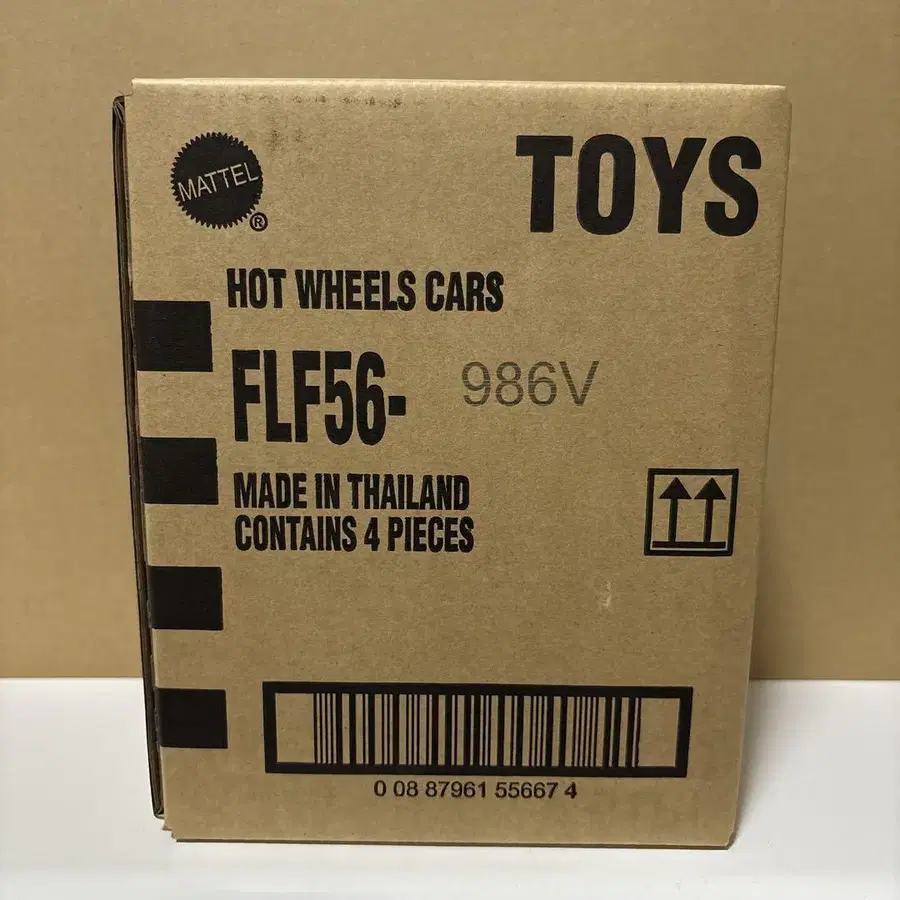 MATTEL
®
TOYS
HOT WHEELS CARS
FLF56- 986V
MADE IN THAILAND
CONTAINS 4 PIECES
0 08 87961 55667 4